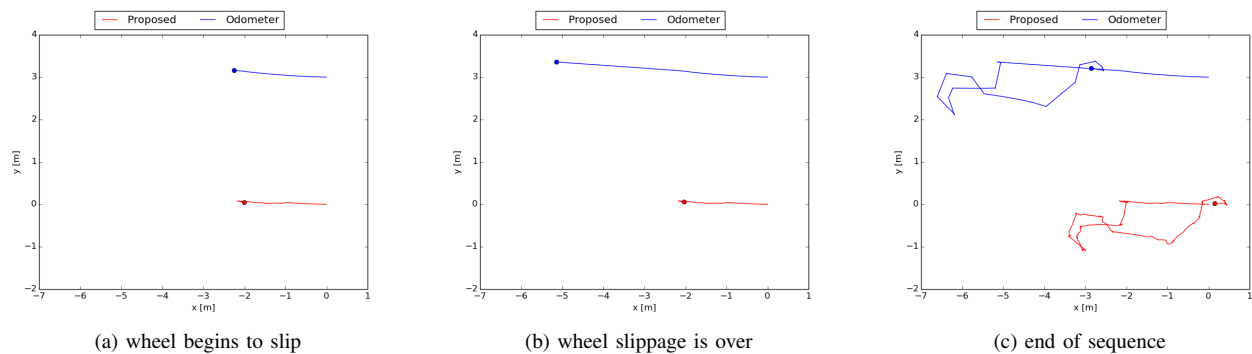 Proposed Odometer
4
3
2
1
0
−1
−2
y [m]
−7 −6 −5 −4 −3 −2 −1 0 1
x [m]
(a) wheel begins to slip
Proposed Odometer
4
3
2
1
0
−1
−2
y [m]
−7 −6 −5 −4 −3 −2 −1 0 1
x [m]
(b) wheel slippage is over
Proposed Odometer
4
3
2
1
0
−1
−2
y [m]
−7 −6 −5 −4 −3 −2 −1 0 1
x [m]
(c) end of sequence